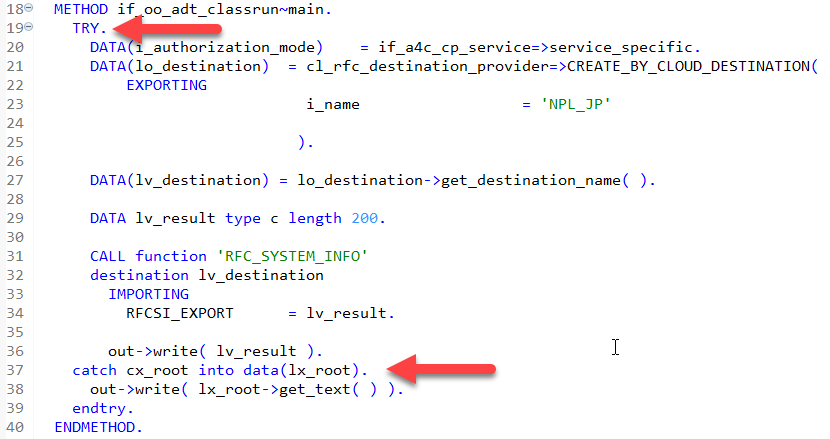 18 METHOD if_oo_adt_classrun~main.
19 TRY.
20 DATA(i_authorization_mode) = if_a4c_cp_service=>service_specific.
21 DATA(lo_destination) = cl_rfc_destination_provider=>CREATE_BY_CLOUD_DESTINATION(
22 EXPORTING
23 i_name = 'NPL_JP'
24
25 ).
26
27 DATA(lv_destination) = lo_destination->get_destination_name( ).
28
29 DATA lv_result type c length 200.
30
31 CALL function 'RFC_SYSTEM_INFO'
32 destination lv_destination
33 IMPORTING
34 RFCSI_EXPORT = lv_result.
35
36 out->write( lv_result ).
37 catch cx_root into data(lx_root).
38 out->write( lx_root->get_text( ) ).
39 endtry.
40 ENDMETHOD.